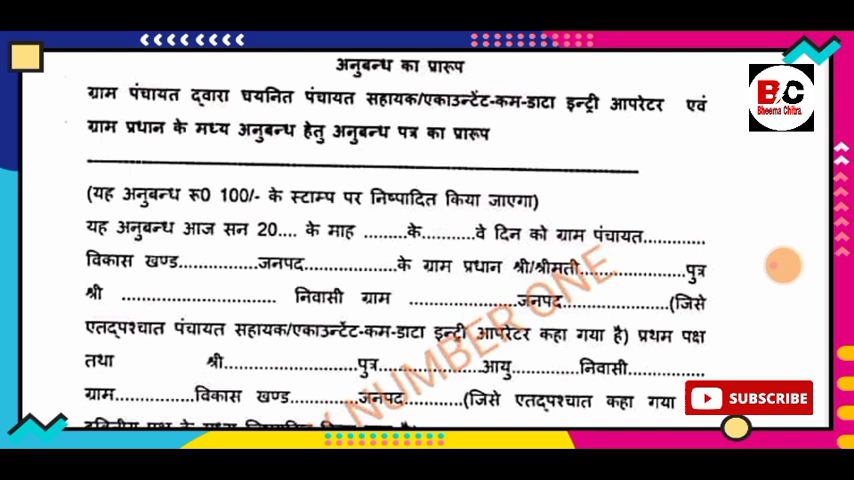 अनुबन्ध का प्रारूप
ग्राम पंचायत द्वारा चयनित पंचायत सहायक/एकाउन्टेंट-कम-डाटा इन्ट्री आपरेटर एवं
ग्राम प्रधान के मध्य अनुबन्ध हेतु अनुबन्ध पत्र का प्रारूप
(यह अनुबन्ध रू0 100/- के स्टाम्प पर निष्पादित किया जाएगा)
यह अनुबन्ध आज सन 20.... के माह ........के..........वे दिन को ग्राम पंचायत............
विकास खण्ड...............जनपद.................के ग्राम प्रधान श्री/श्रीमती....................पुत्र
श्री ............................ निवासी ग्राम ....................जनपद....................(जिसे
एतद्पश्चात पंचायत सहायक/एकाउन्टेंट-कम-डाटा इन्ट्री आपरेटर कहा गया है) प्रथम पक्ष
तथा श्री........................पुत्र...................आयु............निवासी..............
ग्राम..............विकास खण्ड............जनपद...........(जिसे एतद्पश्चात कहा गया
NUMBER ONE
BC
Bheema Chitra
SUBSCRIBE